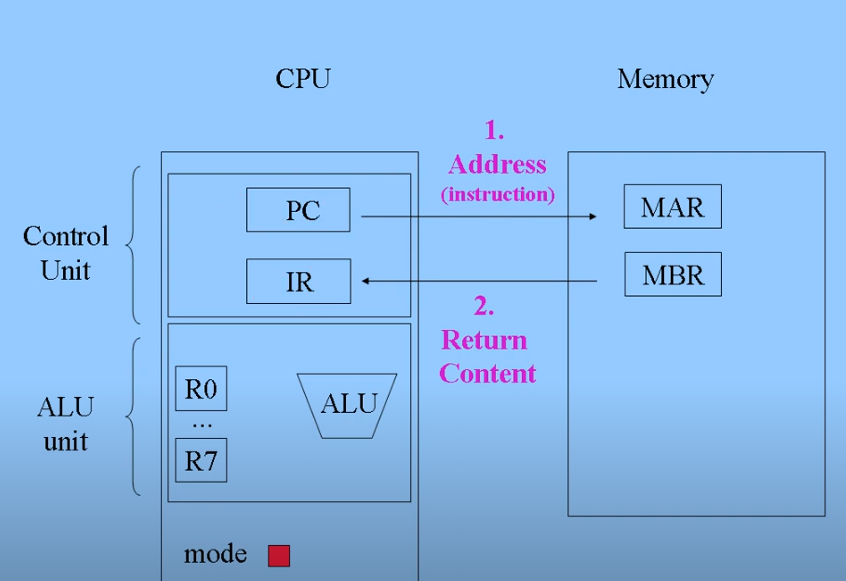 CPU
Memory
1.
Address
(instruction)
PC
MAR
Control
Unit
IR
MBR
2.
Return
Content
R0
...
R7
ALU
ALU
unit
mode